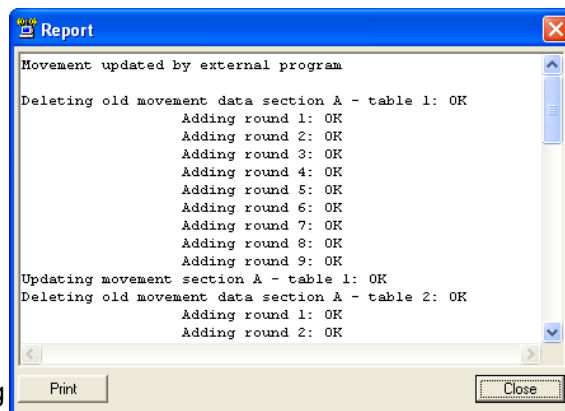 Report
Movement updated by external program
Deleting old movement data section A - table 1: OK
Adding round 1: OK
Adding round 2: OK
Adding round 3: OK
Adding round 4: OK
Adding round 5: OK
Adding round 6: OK
Adding round 7: OK
Adding round 8: OK
Adding round 9: OK
Updating movement section A - table 1: OK
Deleting old movement data section A - table 2: OK
Adding round 1: OK
Adding round 2: OK
g Print Close